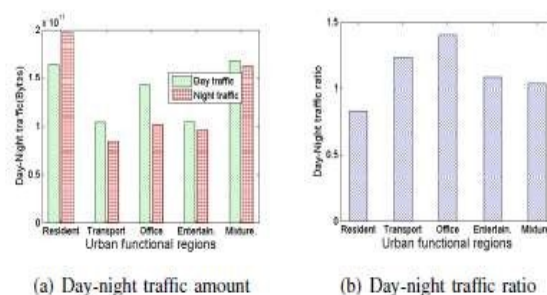 x 10^11
2
1.5
1
0.5
0
Day-Night traffic(Bytes)
Day traffic
Night traffic
Resident Transport Office Entertain. Mixture.
Urban functional regions
(a) Day-night traffic amount
1.5
1
0.5
0
Day-Night traffic ratio
Resident Transport Office Entertain. Mixture
Urban functional regions
(b) Day-night traffic ratio